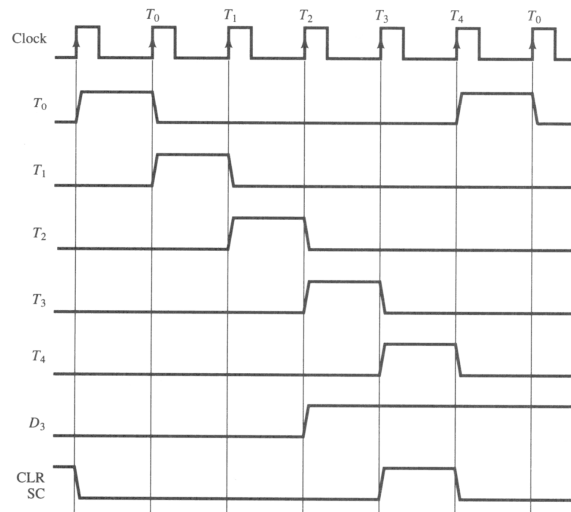 T₀ T₁ T₂ T₃ T₄ T₀
Clock
T₀
T₁
T₂
T₃
T₄
D₃
CLR
SC